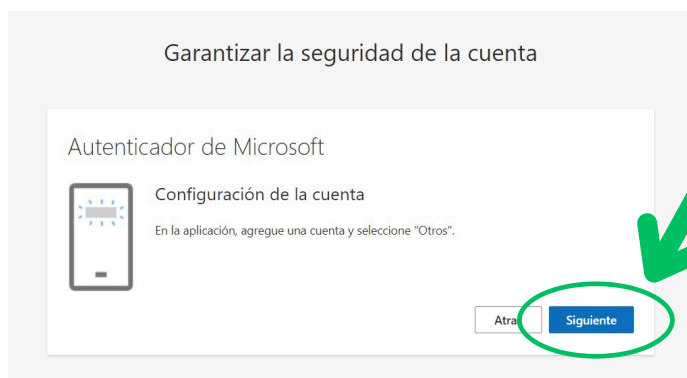 Garantizar la seguridad de la cuenta
Autenticador de Microsoft
Configuración de la cuenta
En la aplicación, agregue una cuenta y seleccione "Otros".
Atra
Siguiente